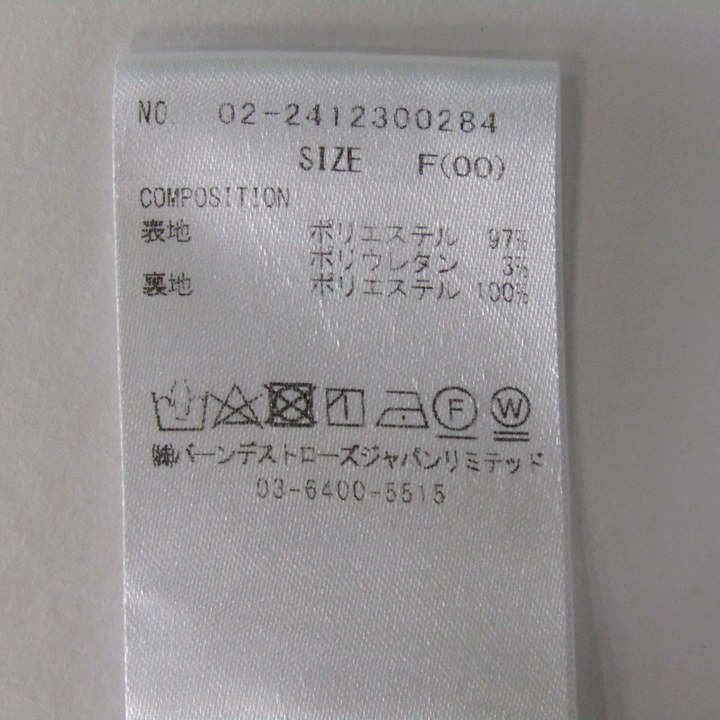 NO. 02-2412300284
SIZE F(00)
COMPOSITION
表地 ポリエステル 97%
ポリウレタン 3%
裏地 ポリエステル 100%
F W
㈱バーンデストローズジャパンリミテッド
03-6400-5515